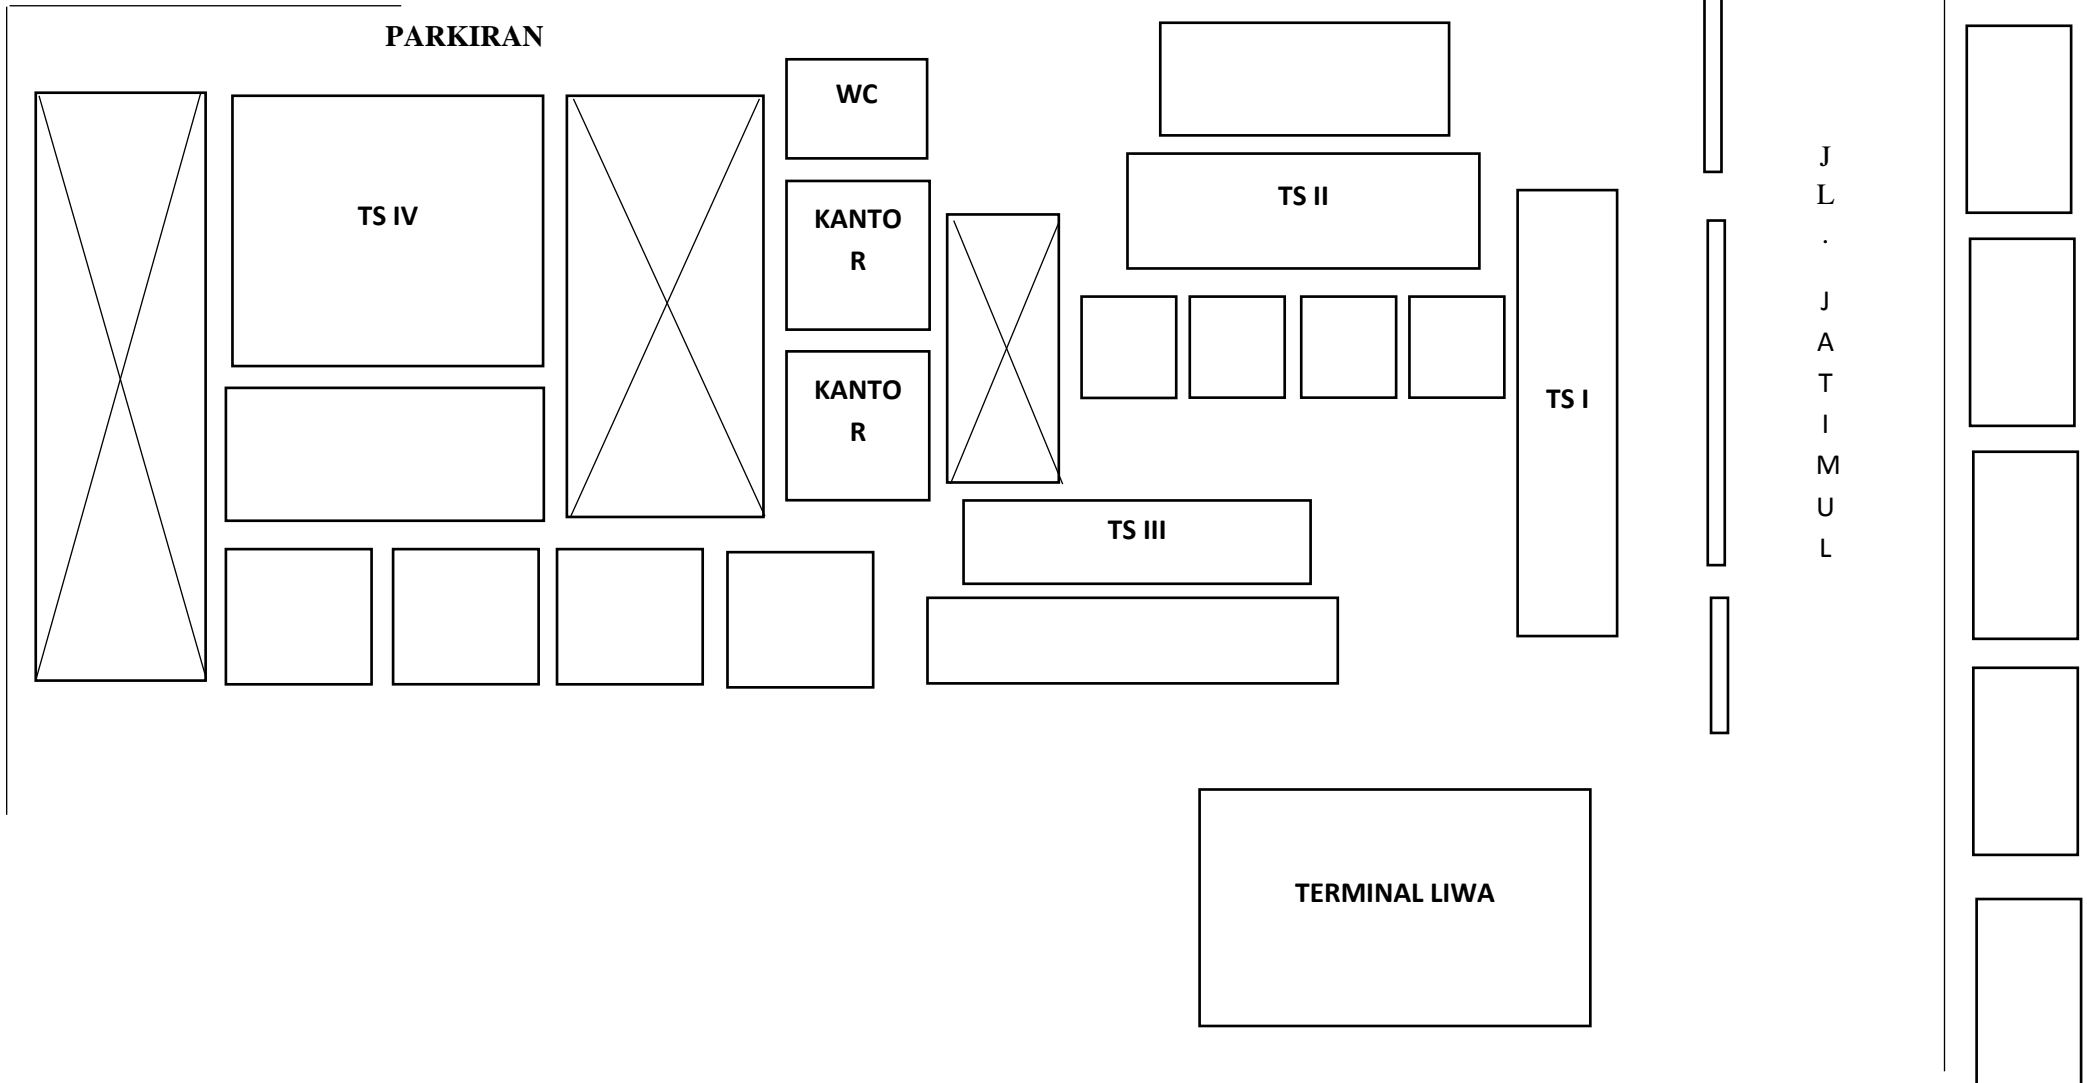 PARKIRAN
WC
TS IV
KANTO
R
KANTO
R
TS II
TS III
TS I
J
L
.
J
A
T
I
M
U
L
TERMINAL LIWA